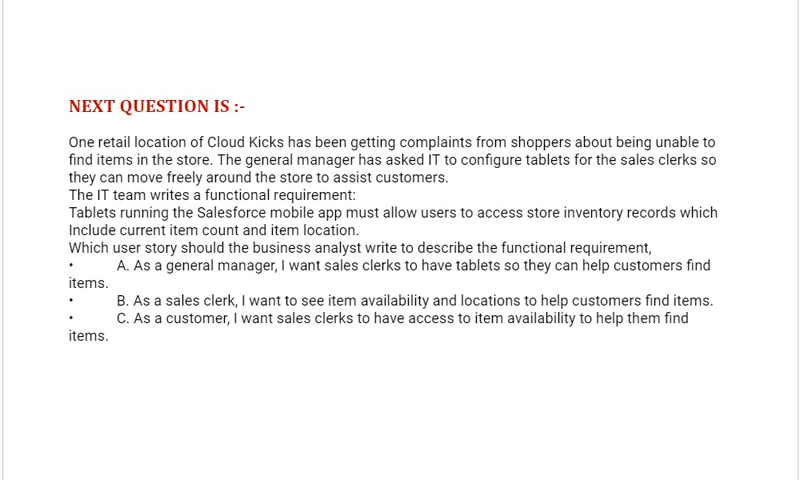 NEXT QUESTION IS :-
One retail location of Cloud Kicks has been getting complaints from shoppers about being unable to
find items in the store. The general manager has asked IT to configure tablets for the sales clerks so
they can move freely around the store to assist customers.
The IT team writes a functional requirement:
Tablets running the Salesforce mobile app must allow users to access store inventory records which
Include current item count and item location.
Which user story should the business analyst write to describe the functional requirement,
• A. As a general manager, I want sales clerks to have tablets so they can help customers find
items.
• B. As a sales clerk, I want to see item availability and locations to help customers find items.
• C. As a customer, I want sales clerks to have access to item availability to help them find
items.